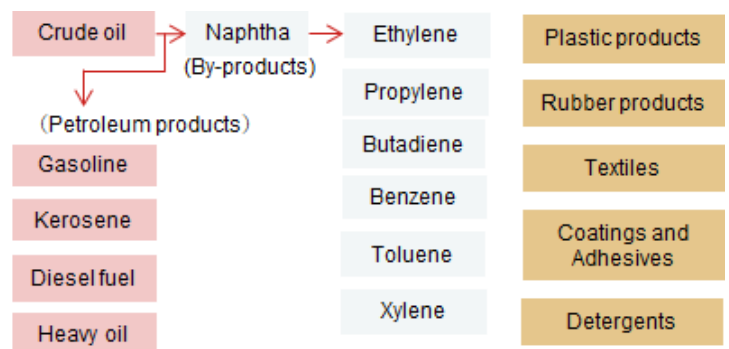 Crude oil
Naphtha
(By-products)
(Petroleum products)
Gasoline
Kerosene
Diesel fuel
Heavy oil
Ethylene
Propylene
Butadiene
Benzene
Toluene
Xylene
Plastic products
Rubber products
Textiles
Coatings and
Adhesives
Detergents